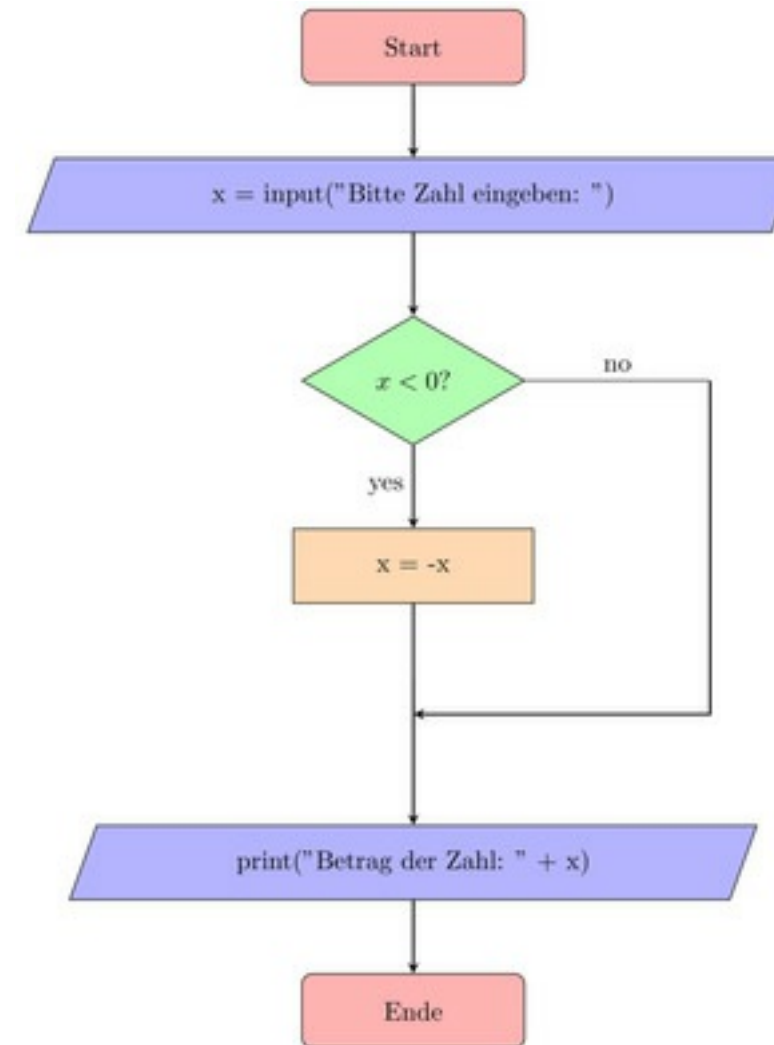 Start
x = input("Bitte Zahl eingeben: ")
x < 0?
no
yes
x = -x
print("Betrag der Zahl: " + x)
Ende